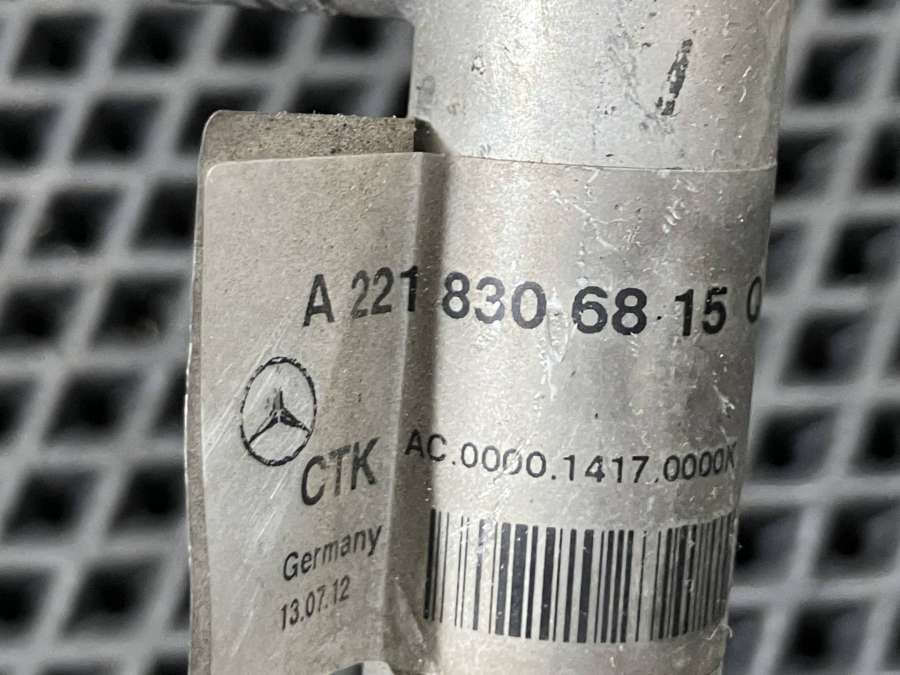 A 221 830 68 15
CTK
AC.0000.1417.0000K
Germany
13.07.12